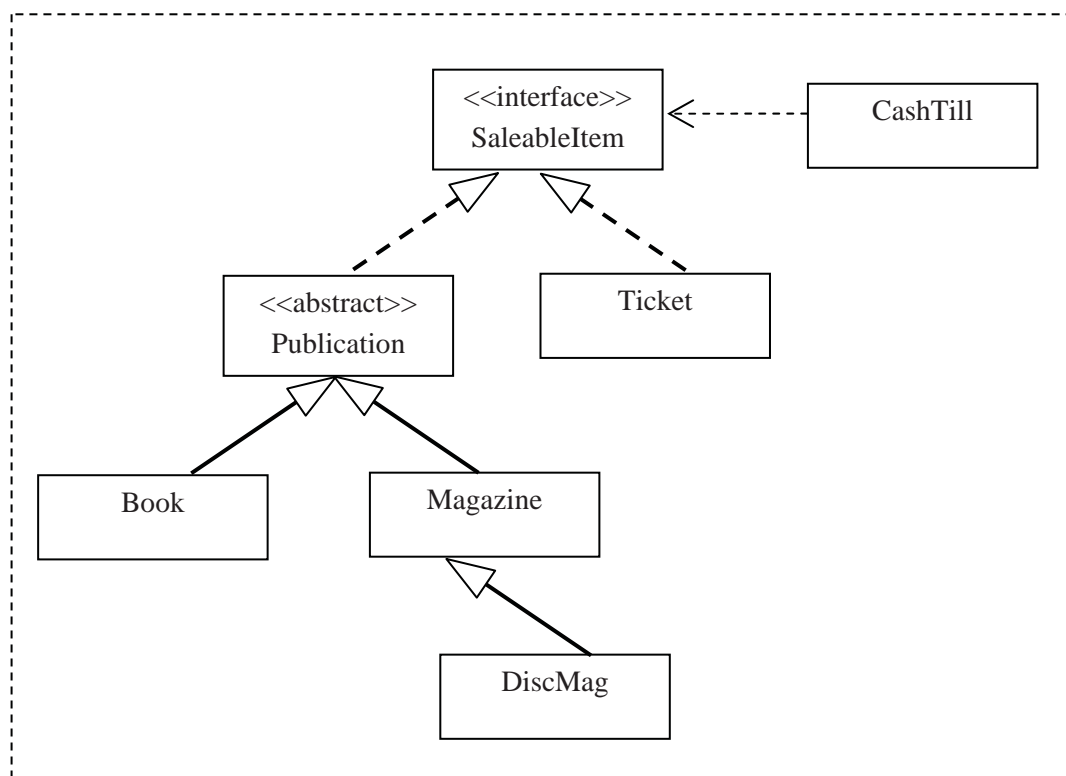 <<interface>>
SaleableItem
CashTill
<<abstract>>
Publication
Ticket
Book
Magazine
DiscMag